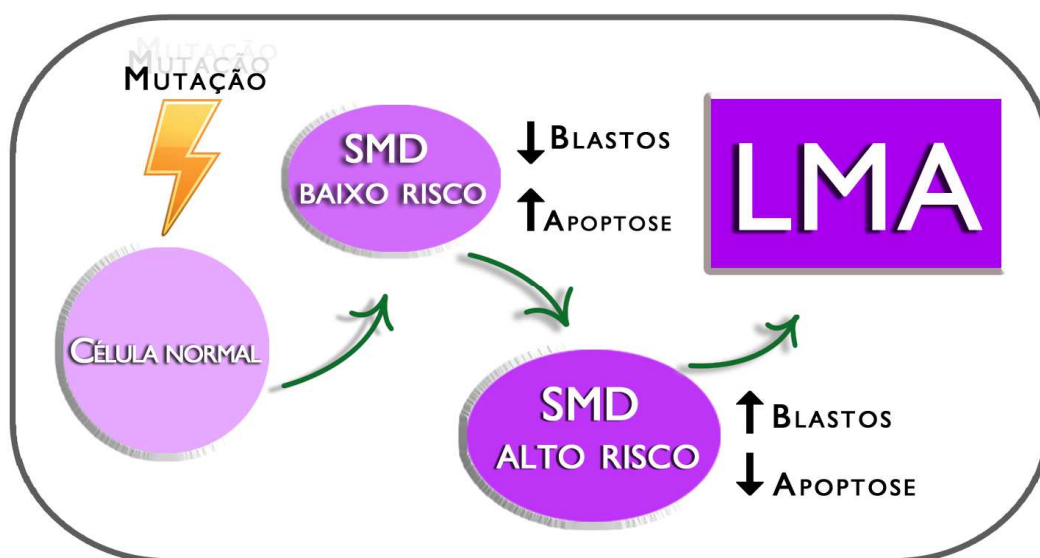 Mutação
Célula normal
SMD
baixo risco
↓ Blastos
↑ Apoptose
SMD
alto risco
↑ Blastos
↓ Apoptose
LMA